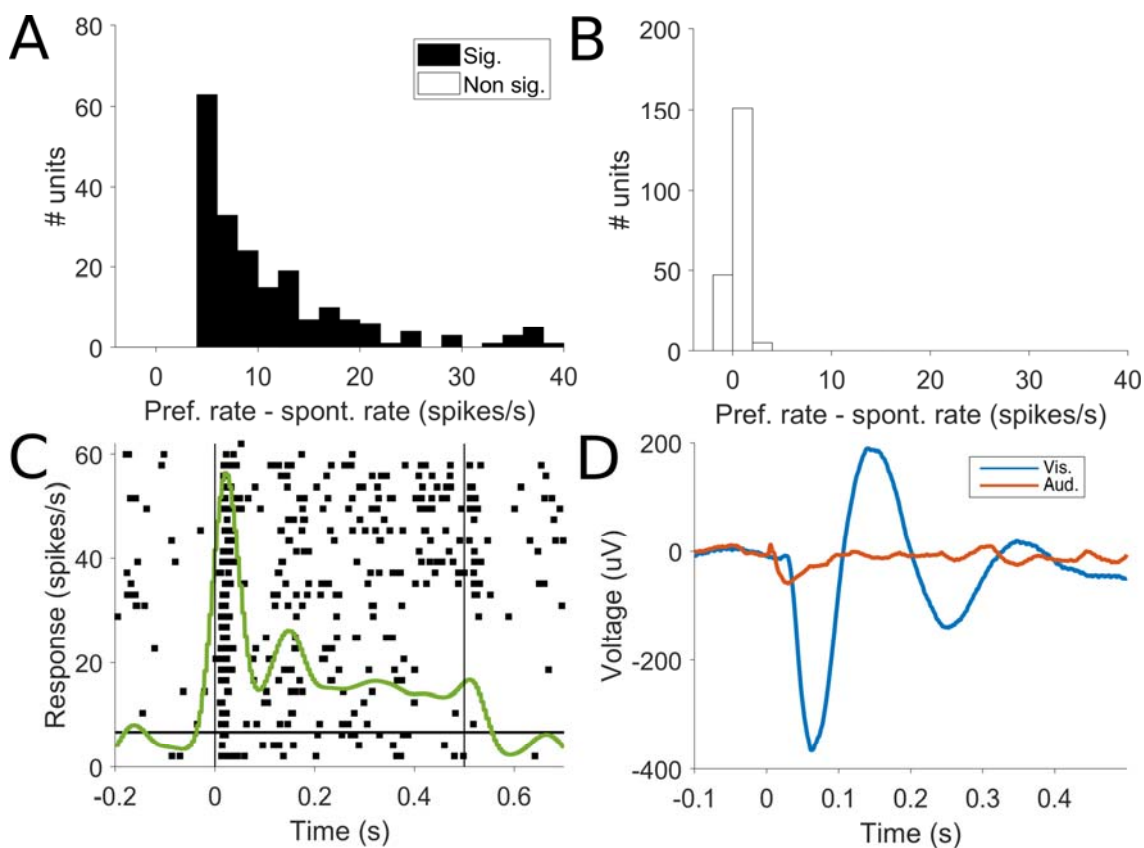 A
80
60
40
20
0
# units
Sig.
Non sig.
0 10 20 30 40
Pref. rate - spont. rate (spikes/s)
B
200
150
100
50
0
# units
0 10 20 30 40
Pref. rate - spont. rate (spikes/s)
C
60
40
20
0
Response (spikes/s)
-0.2 0 0.2 0.4 0.6
Time (s)
D
200
0
-200
-400
Voltage (uV)
Vis.
Aud.
-0.1 0 0.1 0.2 0.3 0.4
Time (s)